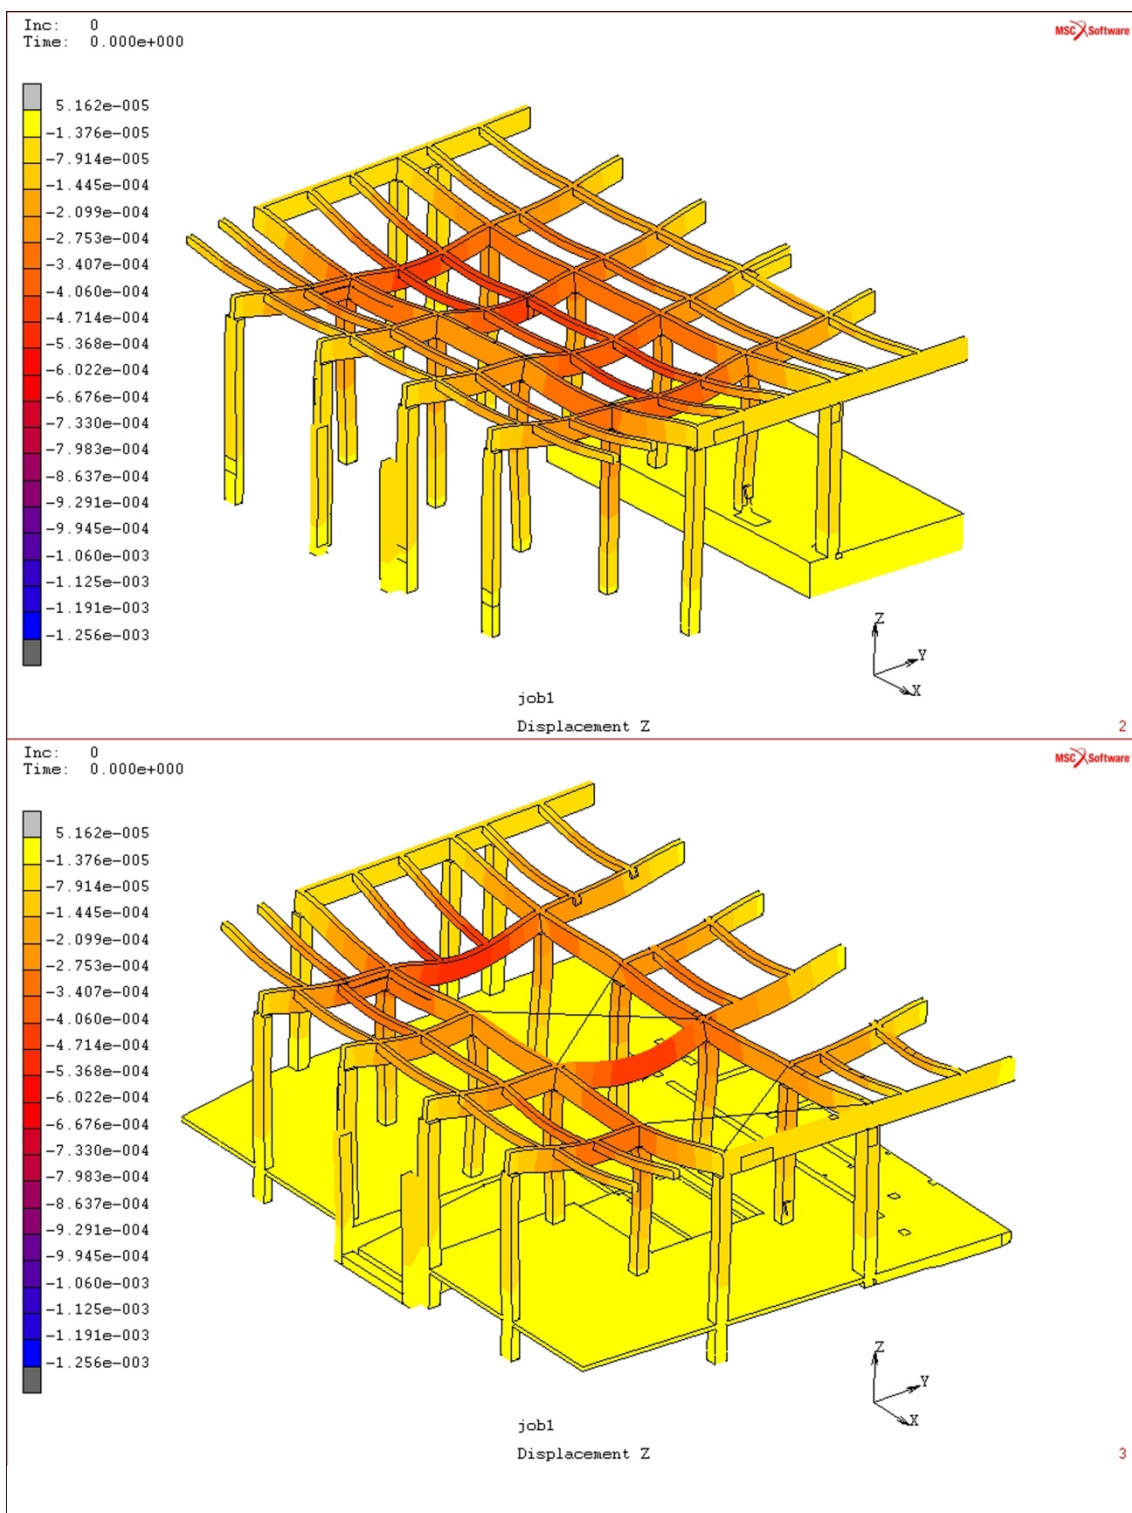 Inc: 0
Time: 0.000e+000
MSC Software
5.162e-005
-1.376e-005
-7.914e-005
-1.445e-004
-2.099e-004
-2.753e-004
-3.407e-004
-4.060e-004
-4.714e-004
-5.368e-004
-6.022e-004
-6.676e-004
-7.330e-004
-7.983e-004
-8.637e-004
-9.291e-004
-9.945e-004
-1.060e-003
-1.125e-003
-1.191e-003
-1.256e-003
Z
Y
X
job1
Displacement Z
2
Inc: 0
Time: 0.000e+000
MSC Software
5.162e-005
-1.376e-005
-7.914e-005
-1.445e-004
-2.099e-004
-2.753e-004
-3.407e-004
-4.060e-004
-4.714e-004
-5.368e-004
-6.022e-004
-6.676e-004
-7.330e-004
-7.983e-004
-8.637e-004
-9.291e-004
-9.945e-004
-1.060e-003
-1.125e-003
-1.191e-003
-1.256e-003
Z
Y
X
job1
Displacement Z
3